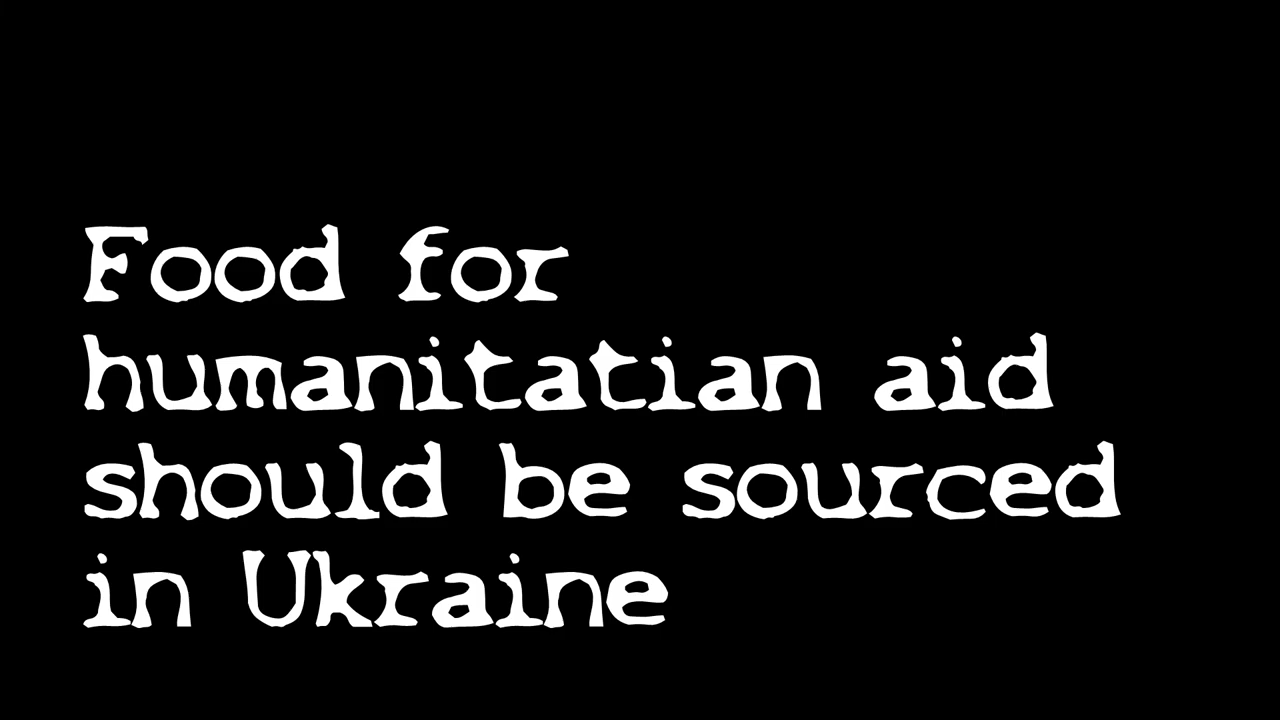 Food for
humanitatian aid
should be sourced
in Ukraine